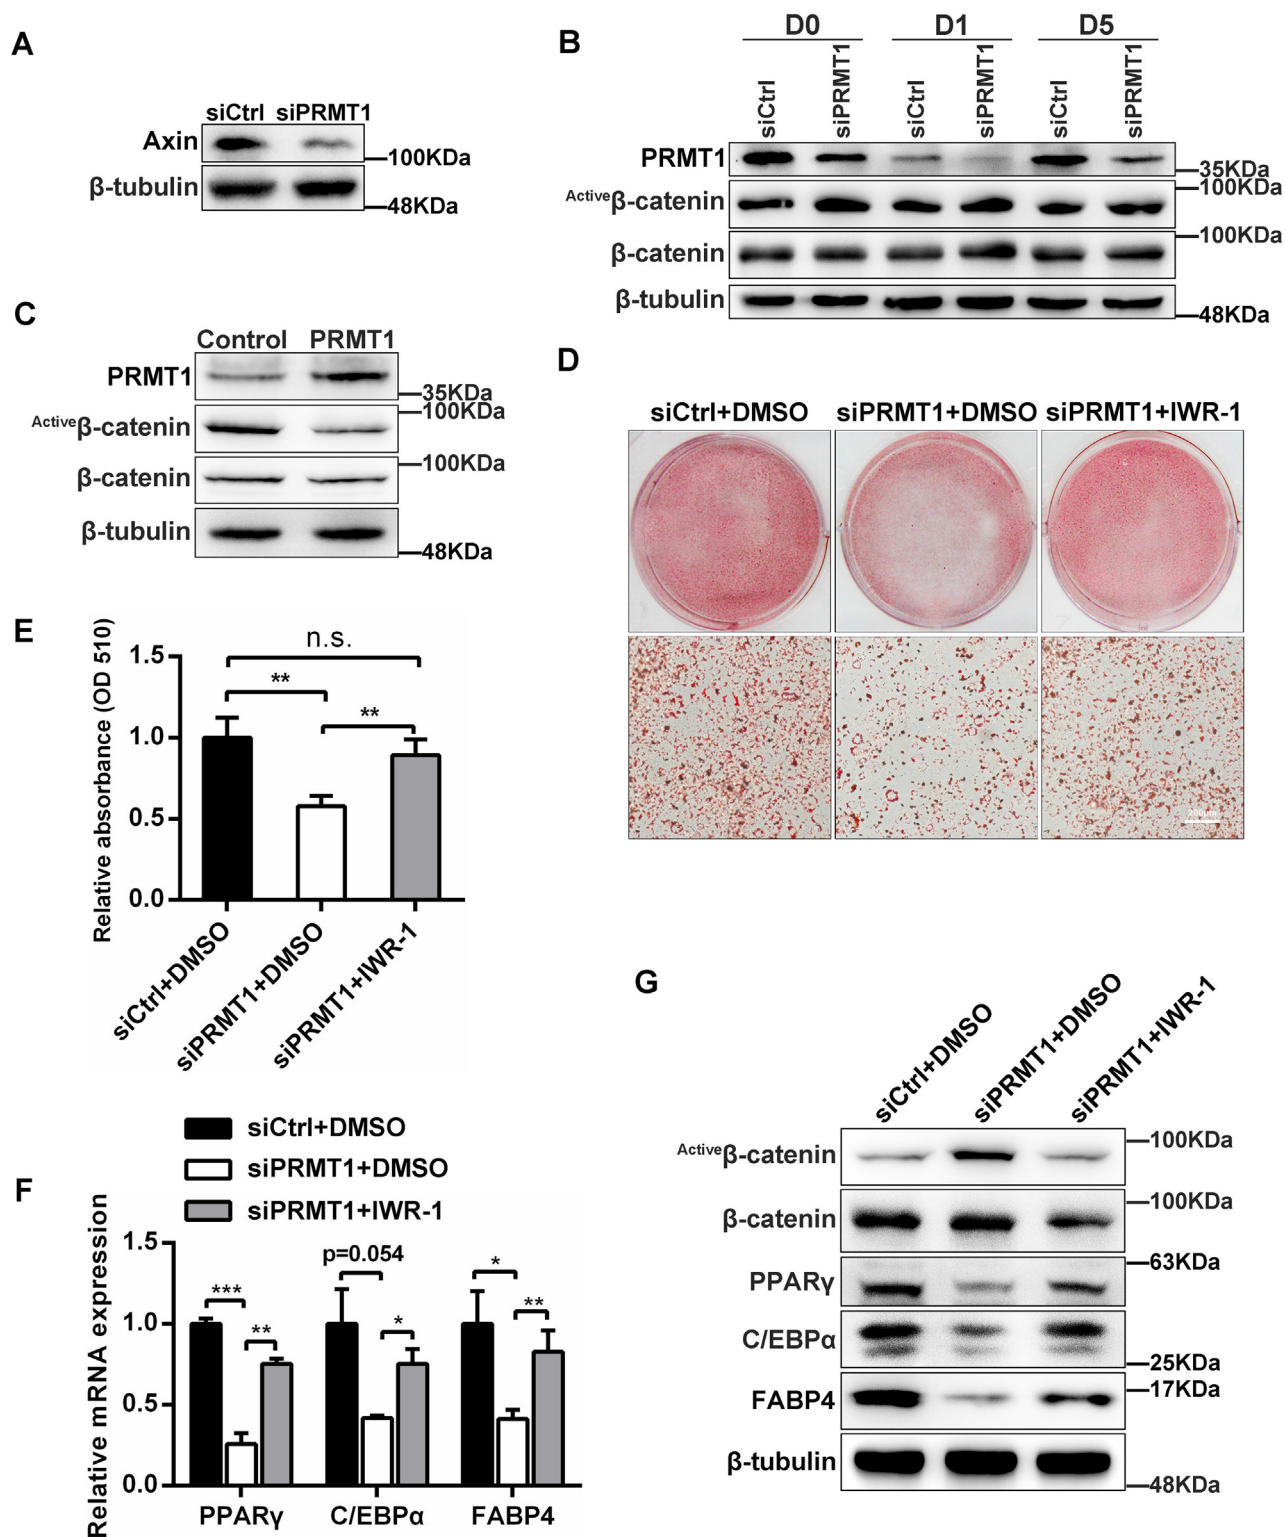 A
siCtrl siPRMT1
Axin
100KDa
β-tubulin
48KDa
B
D0 D1 D5
siCtrl siPRMT1 siCtrl siPRMT1 siCtrl siPRMT1
PRMT1
35KDa
100KDa
Activeβ-catenin
100KDa
β-catenin
β-tubulin
48KDa
C
Control PRMT1
PRMT1
35KDa
100KDa
Activeβ-catenin
100KDa
β-catenin
β-tubulin
48KDa
D
siCtrl+DMSO siPRMT1+DMSO siPRMT1+IWR-1
E
Relative absorbance (OD 510)
1.5
1.0
0.5
0.0
n.s.
**
**
siCtrl+DMSO
siPRMT1+DMSO
siPRMT1+IWR-1
F
siCtrl+DMSO
siPRMT1+DMSO
siPRMT1+IWR-1
Relative mRNA expression
1.5
1.0
0.5
0.0
***
**
p=0.054
*
*
**
PPARγ C/EBPα FABP4
G
siCtrl+DMSO
siPRMT1+DMSO
siPRMT1+IWR-1
100KDa
Activeβ-catenin
100KDa
β-catenin
63KDa
PPARγ
C/EBPα
25KDa
17KDa
FABP4
β-tubulin
48KDa